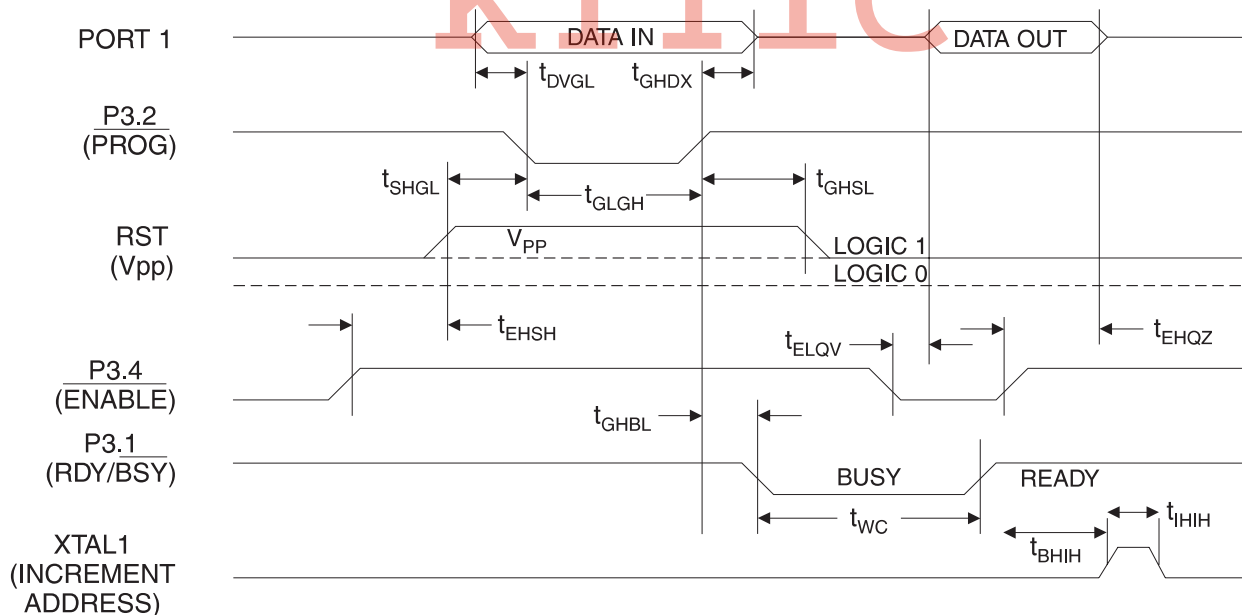 PORT 1
DATA IN
DATA OUT
tDVGL
tGHDX
P3.2
(PROG)
tSHGL
tGLGH
tGHSL
RST
(Vpp)
VPP
LOGIC 1
LOGIC 0
tEHSH
tELQV
tEHQZ
P3.4
(ENABLE)
tGHBL
P3.1
(RDY/BSY)
BUSY
READY
tWC
tIHIH
tBHIH
XTAL1
(INCREMENT
ADDRESS)